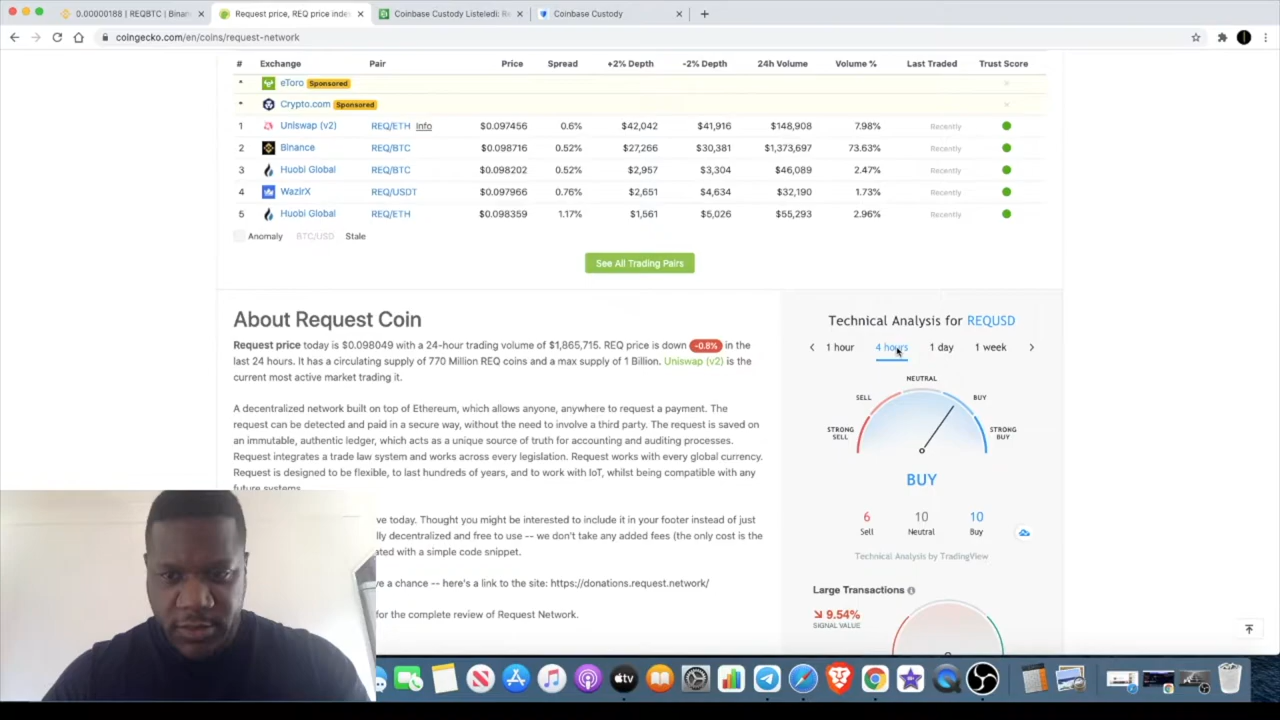 0.00000188 | REQBTC | Binan
Request price, REQ price inde
Coinbase Custody Listeledi: Re
Coinbase Custody
coingecko.com/en/coins/request-network
# Exchange Pair Price Spread +2% Depth -2% Depth 24h Volume Volume % Last Traded Trust Score
* eToro Sponsored
* Crypto.com Sponsored
1 Uniswap (v2) REQ/ETH Info $0.097456 0.6% $42,042 $41,916 $148,908 7.98% Recently
2 Binance REQ/BTC $0.098716 0.52% $27,266 $30,381 $1,373,697 73.63% Recently
3 Huobi Global REQ/BTC $0.098202 0.52% $2,957 $3,304 $46,089 2.47% Recently
4 WazirX REQ/USDT $0.097966 0.76% $2,651 $4,634 $32,190 1.73% Recently
5 Huobi Global REQ/ETH $0.098359 1.17% $1,561 $5,026 $55,293 2.96% Recently
Anomaly BTC/USD Stale
See All Trading Pairs
About Request Coin
Request price today is $0.098049 with a 24-hour trading volume of $1,865,715. REQ price is down -0.8% in the
last 24 hours. It has a circulating supply of 770 Million REQ coins and a max supply of 1 Billion. Uniswap (v2) is the
current most active market trading it.
A decentralized network built on top of Ethereum, which allows anyone, anywhere to request a payment. The
request can be detected and paid in a secure way, without the need to involve a third party. The request is saved on
an immutable, authentic ledger, which acts as a unique source of truth for accounting and auditing processes.
Request integrates a trade law system and works across every legislation. Request works with every global currency.
Request is designed to be flexible, to last hundreds of years, and to work with IoT, whilst being compatible with any
future systems.
ve today. Thought you might be interested to include it in your footer instead of just
lly decentralized and free to use -- we don't take any added fees (the only cost is the
ated with a simple code snippet.
ve a chance -- here's a link to the site: https://donations.request.network/
for the complete review of Request Network.
Technical Analysis for REQUSD
1 hour 4 hours 1 day 1 week
NEUTRAL
SELL BUY
STRONG SELL STRONG BUY
BUY
6 10 10
Sell Neutral Buy
Technical Analysis by TradingView
Large Transactions
9.54%
SIGNAL VALUE
tv